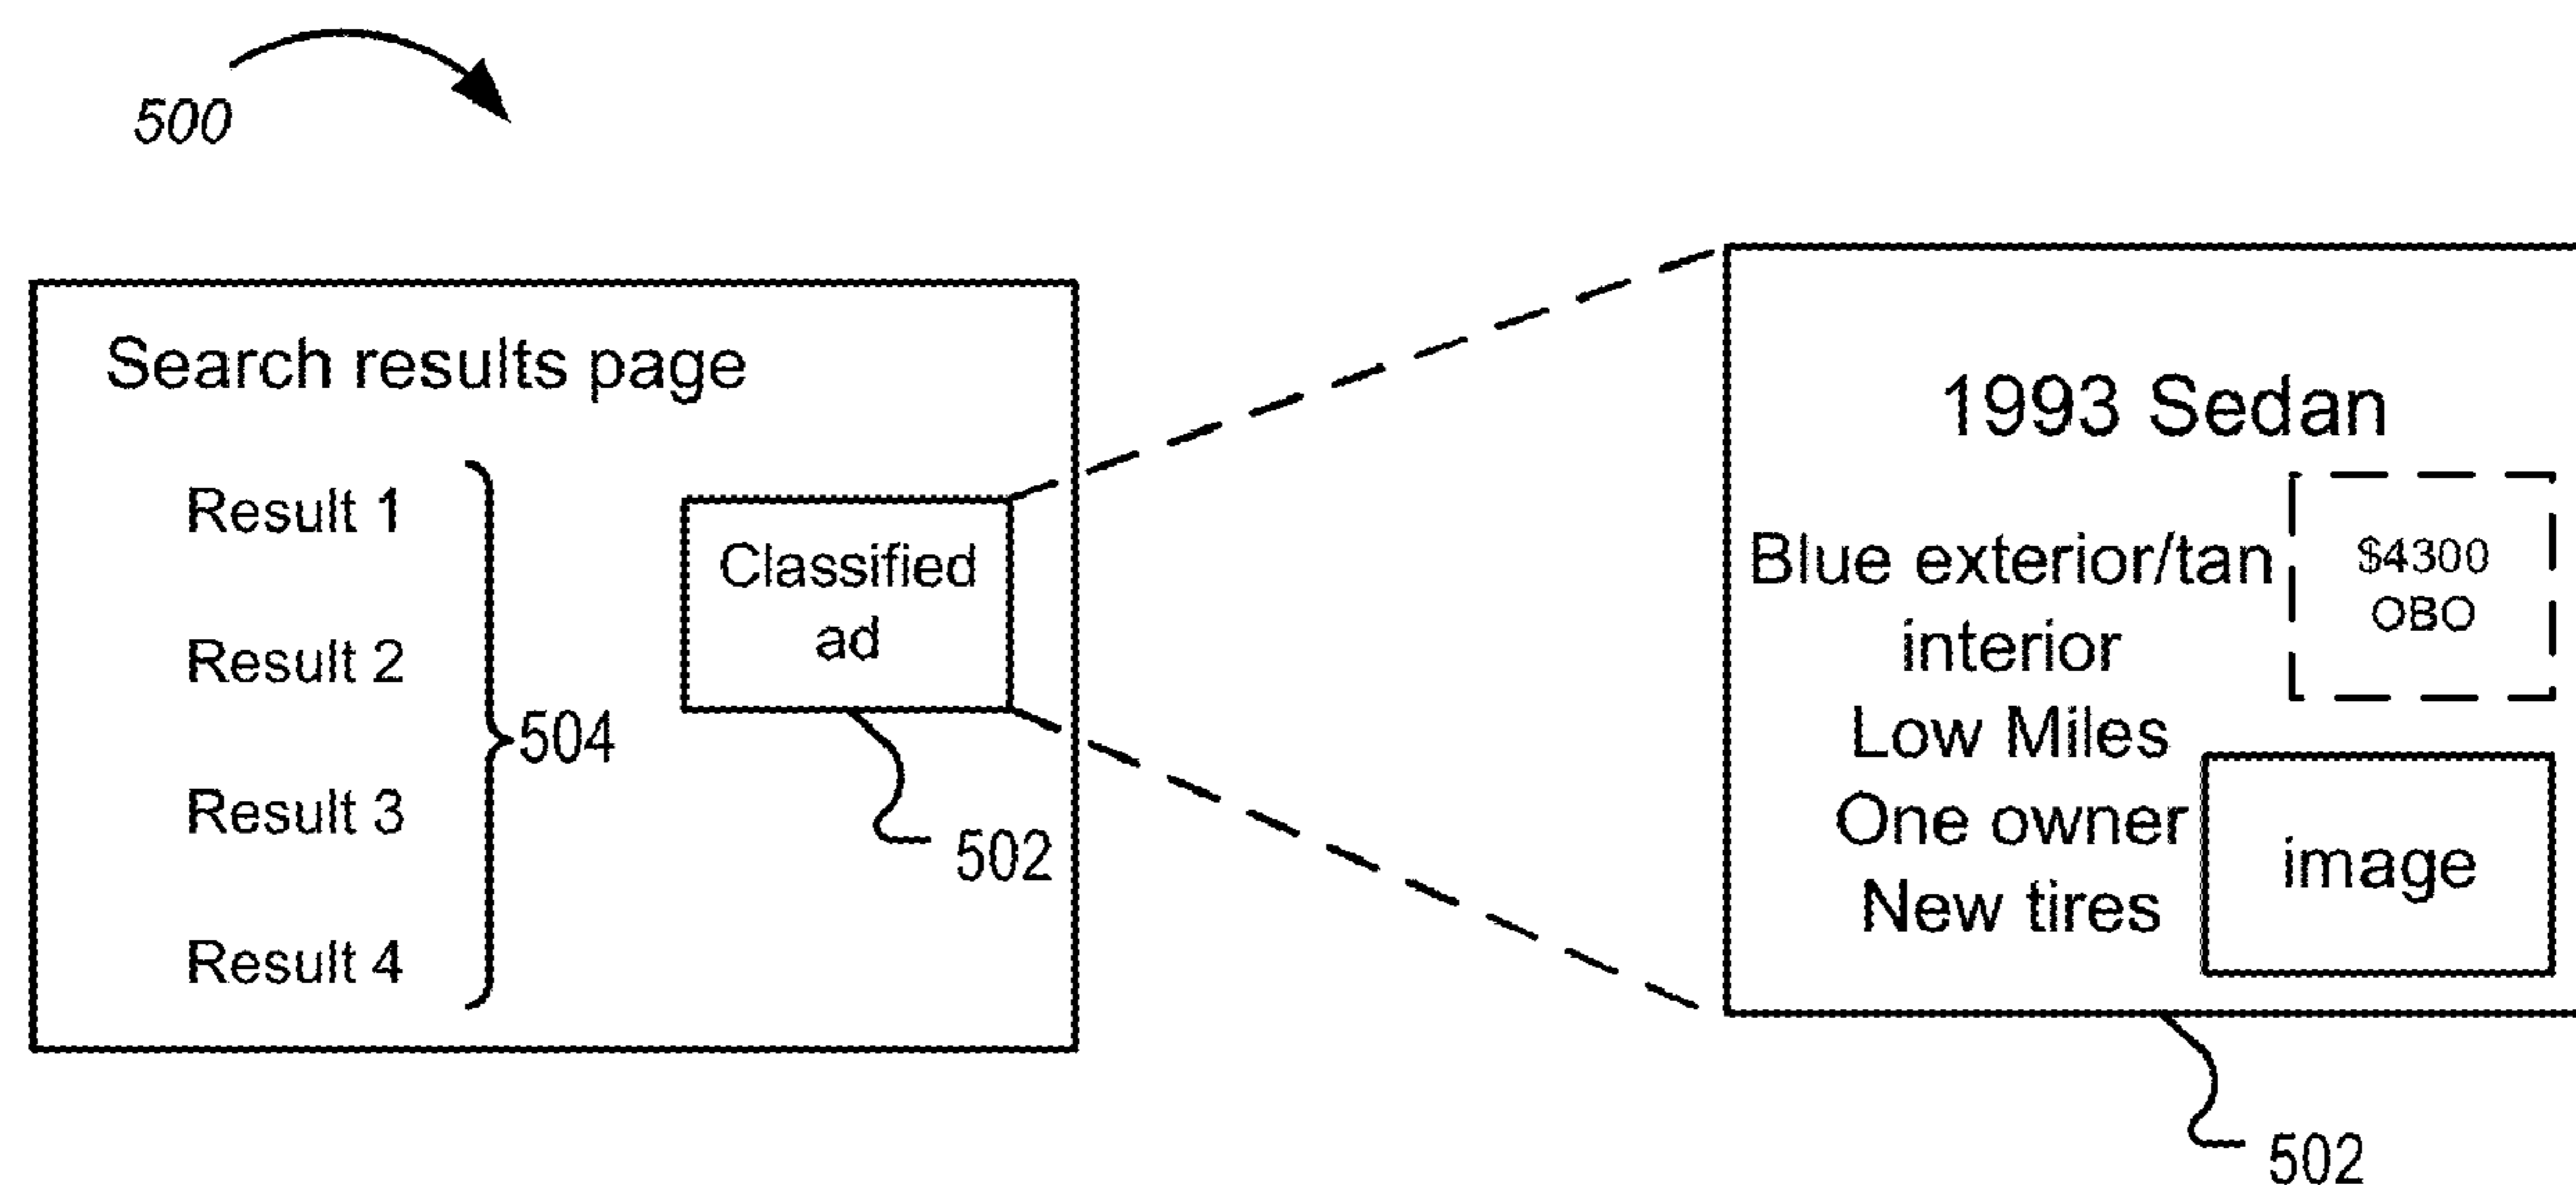 500
Search results page
Result 1
Result 2
Result 3
Result 4
504
Classified
ad
502
1993 Sedan
Blue exterior/tan
interior
Low Miles
One owner
New tires
$4300
OBO
image
502